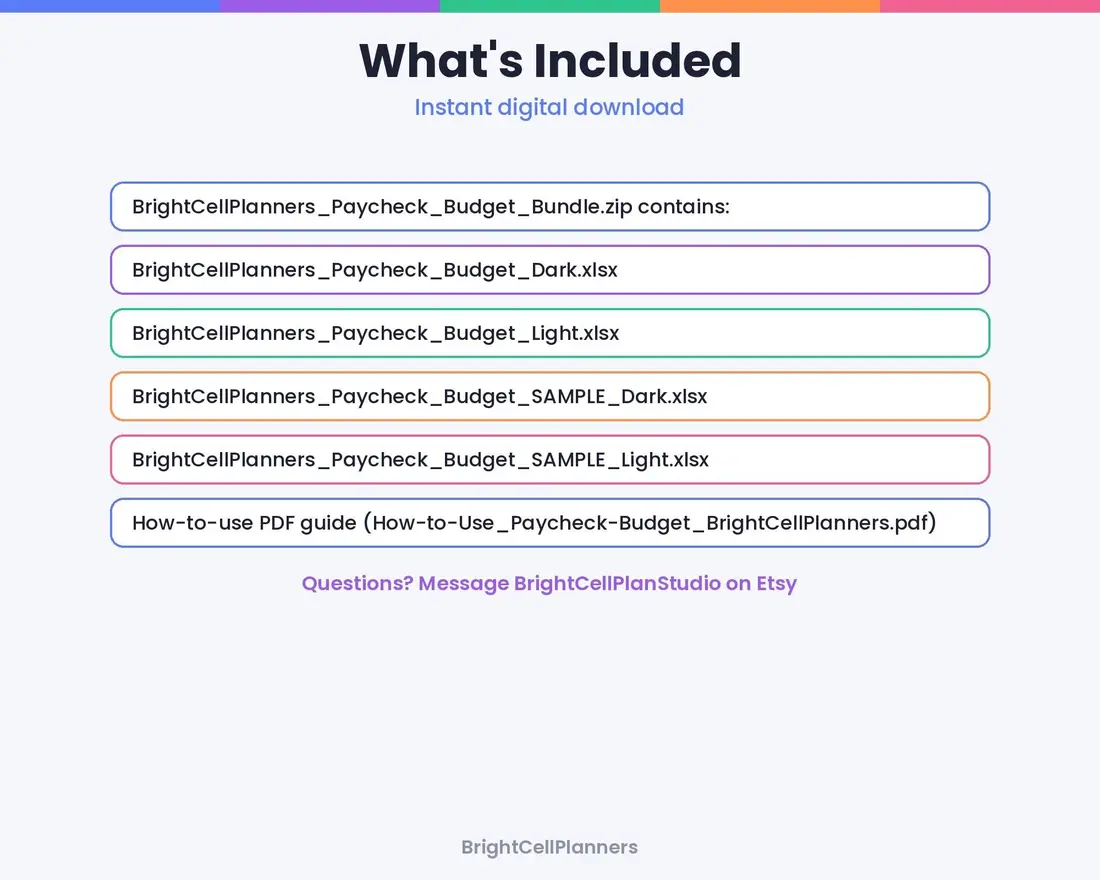 What's Included
Instant digital download
BrightCellPlanners_Paycheck_Budget_Bundle.zip contains:
BrightCellPlanners_Paycheck_Budget_Dark.xlsx
BrightCellPlanners_Paycheck_Budget_Light.xlsx
BrightCellPlanners_Paycheck_Budget_SAMPLE_Dark.xlsx
BrightCellPlanners_Paycheck_Budget_SAMPLE_Light.xlsx
How-to-use PDF guide (How-to-Use_Paycheck-Budget_BrightCellPlanners.pdf)
Questions? Message BrightCellPlanStudio on Etsy
BrightCellPlanners